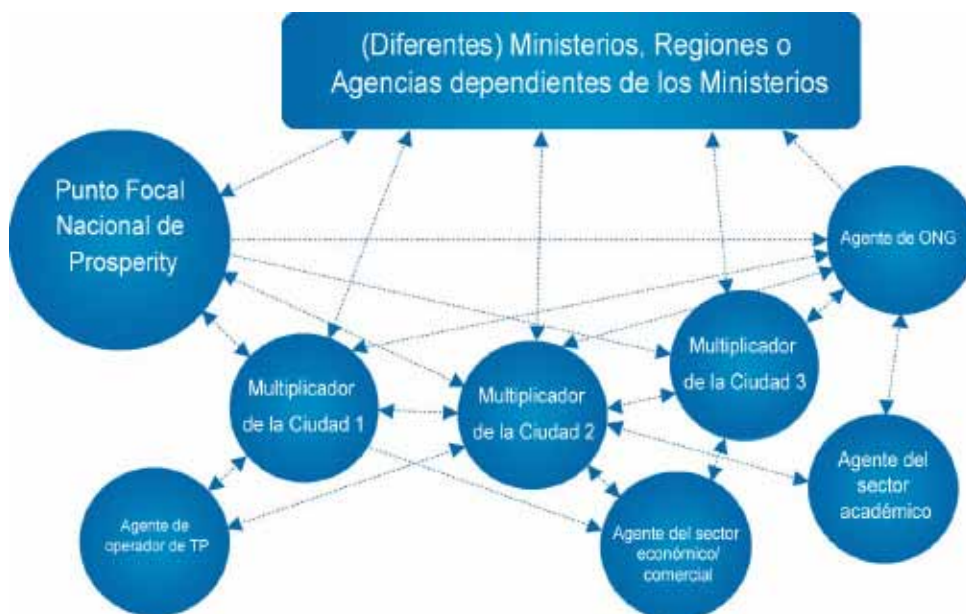 (Diferentes) Ministerios, Regiones o
Agencias dependientes de los Ministerios
Punto Focal
Nacional de
Prosperity
Agente de ONG
Multiplicador
de la Ciudad 1
Multiplicador
de la Ciudad 2
Multiplicador
de la Ciudad 3
Agente del
sector
académico
Agente de
operador de TP
Agente del sector
económico/
comercial